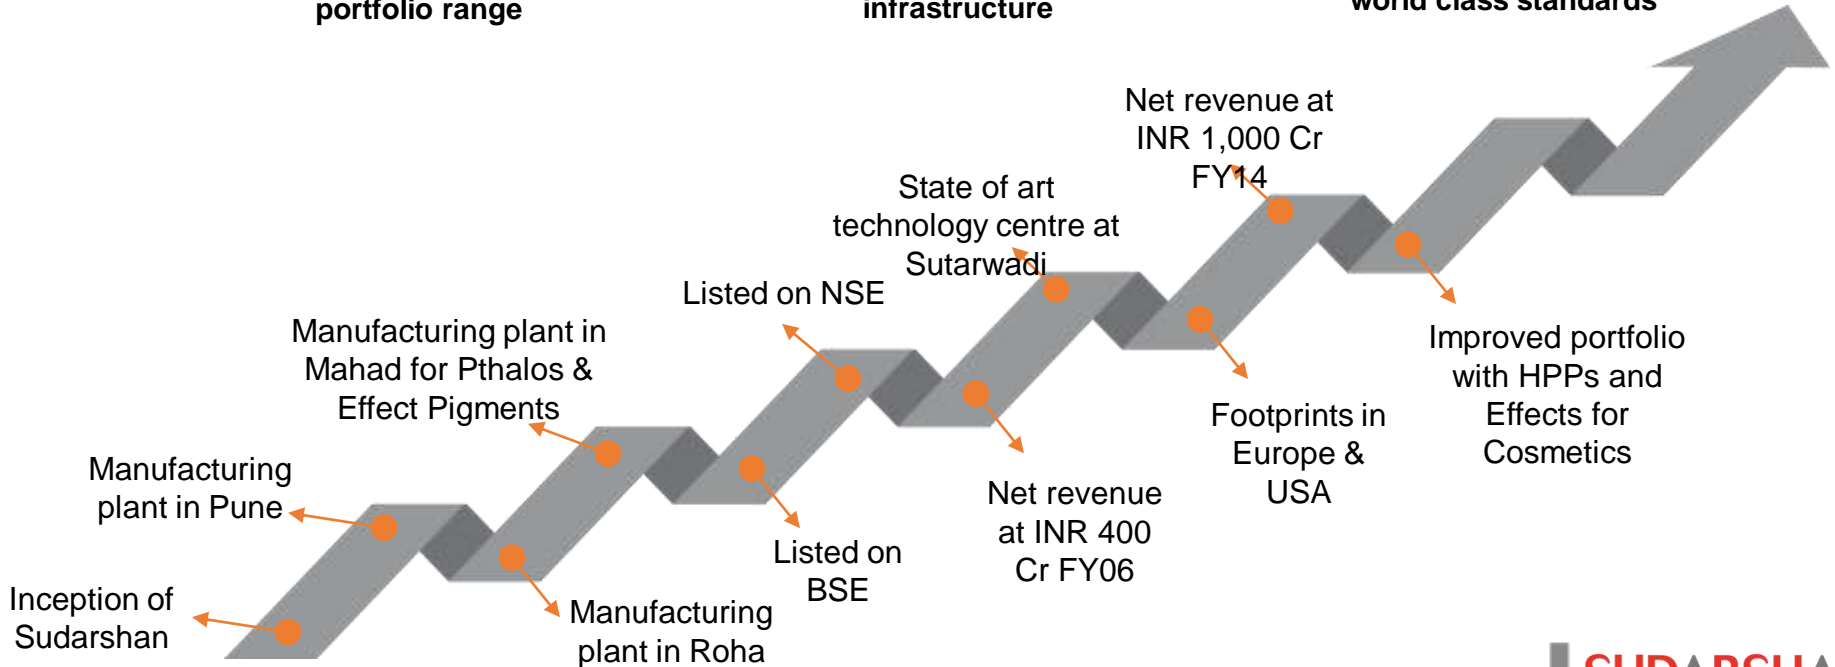 portfolio range
infrastructure
world class standards
Net revenue at
INR 1,000 Cr
FY14
State of art
technology centre at
Sutarwadi
Listed on NSE
Manufacturing plant in
Mahad for Pthalos &
Effect Pigments
Manufacturing
plant in Pune
Inception of
Sudarshan
Manufacturing
plant in Roha
Listed on
BSE
Net revenue
at INR 400
Cr FY06
Footprints in
Europe &
USA
Improved portfolio
with HPPs and
Effects for
Cosmetics
SUDARSHA